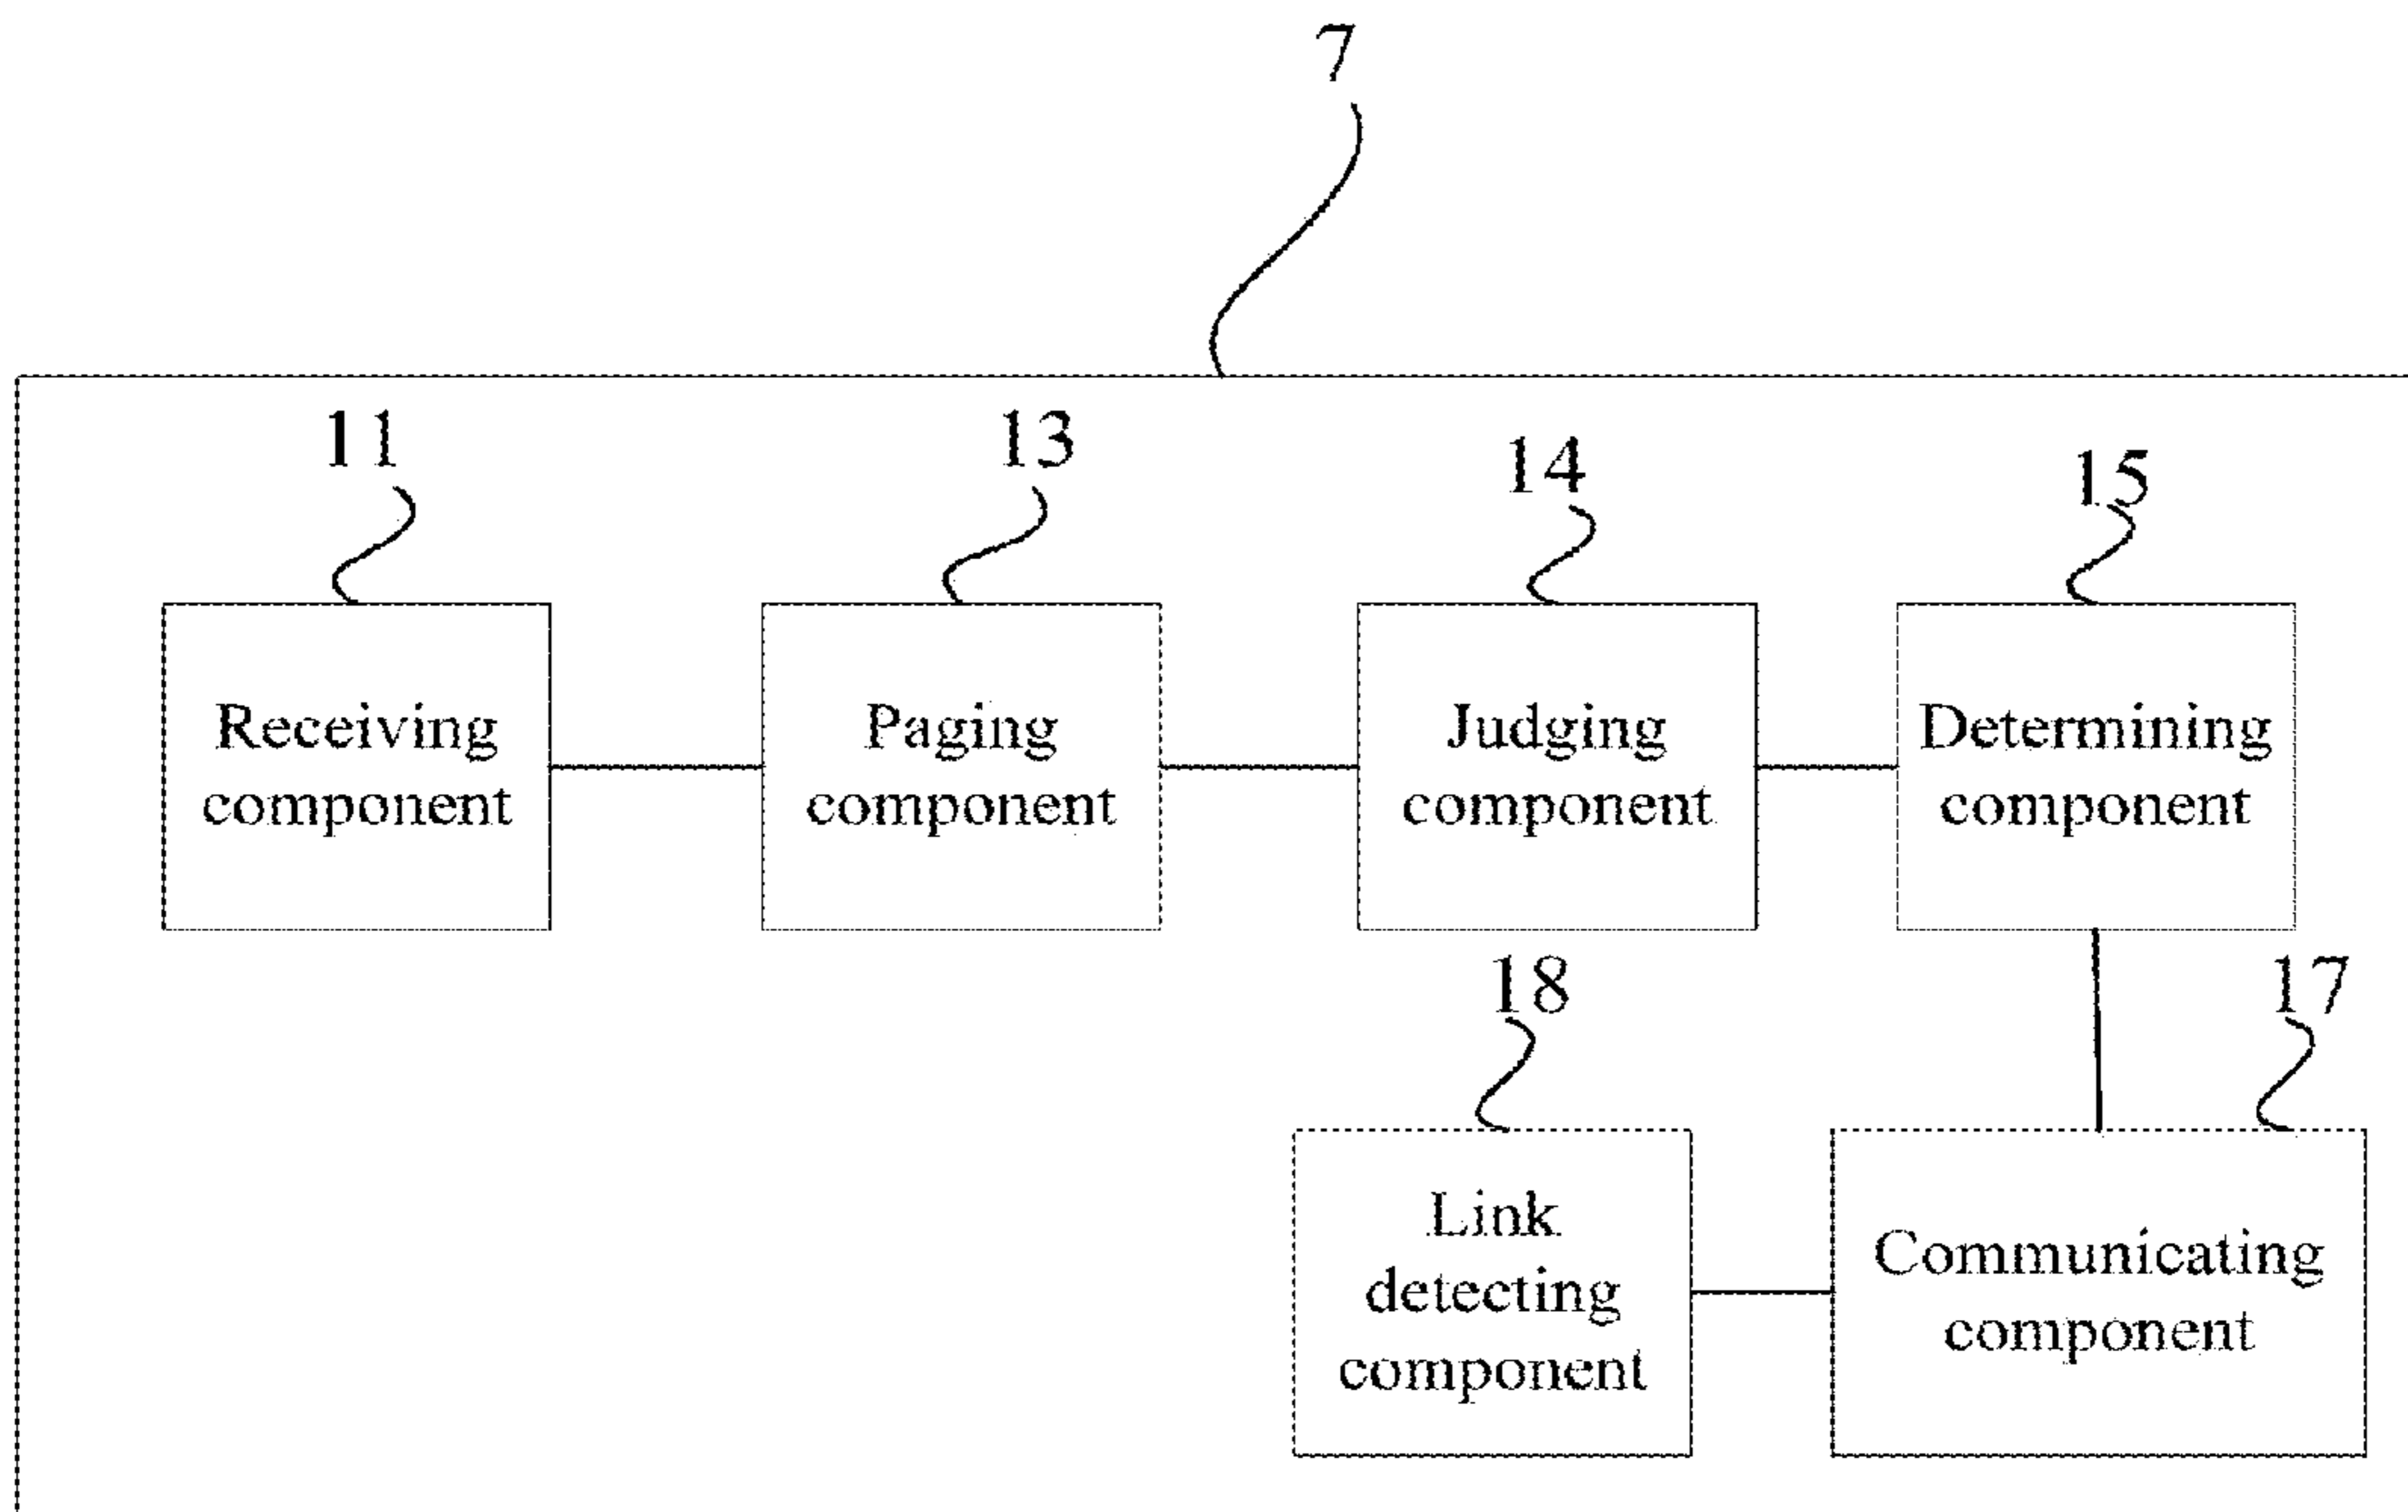 7
11
13
14
15
Receiving
component
Paging
component
Judging
component
Determining
component
18
17
Link
detecting
component
Communicating
component